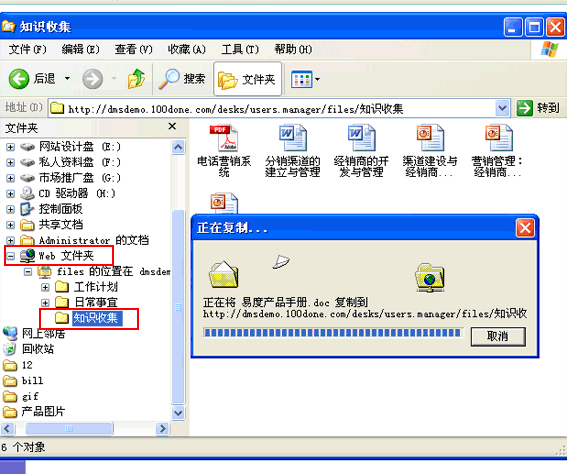 知识收集
文件(F) 编辑(E) 查看(V) 收藏(A) 工具(T) 帮助(H)
后退 搜索 文件夹
地址(D) http://dmsdemo.100done.com/desks/users.manager/files/知识收集 转到
文件夹
网站设计盘 (E:)
私人资料盘 (F:)
市场推广盘 (G:)
CD 驱动器 (H:)
控制面板
共享文档
Administrator 的文档
Web 文件夹
files 的位置在 dmsdem
工作计划
日常事宜
知识收集
网上邻居
回收站
12
bill
gif
产品图片
电话营销系统
分销渠道的建立与管理
经销商的开发与管理
渠道建设与经销商...
营销管理:经销商...
正在复制...
正在将 易度产品手册.doc 复制到
http://dmsdemo.100done.com/desks/users.manager/files/知识收
取消
6 个对象